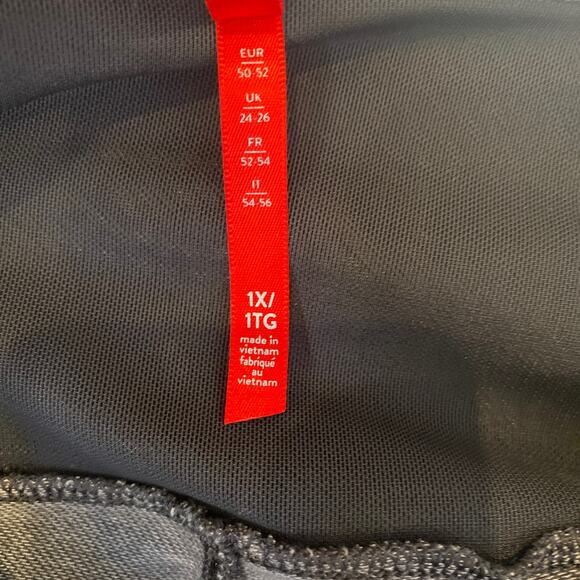 EUR
50-52
UK
24-26
FR
52-54
IT
54-56
1X/
1TG
made in
vietnam
fabriqué
au
vietnam